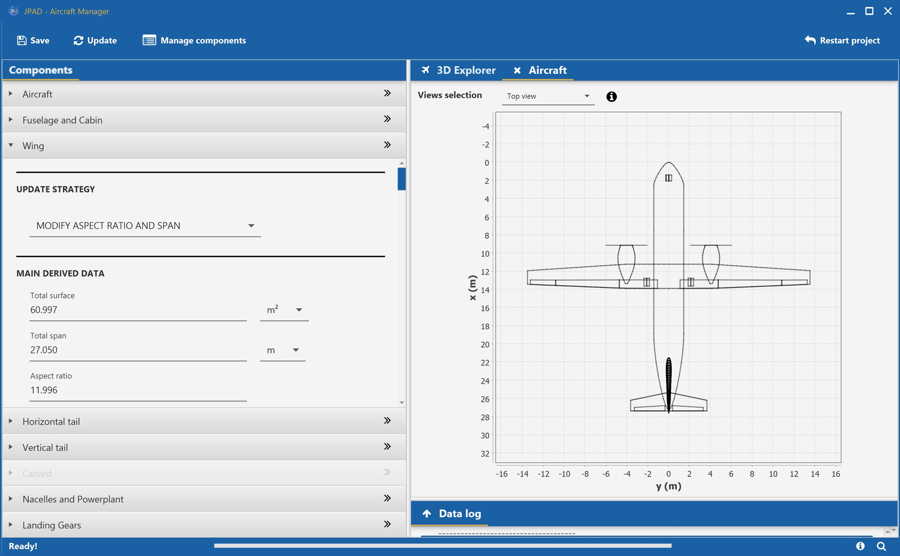 JPAD - Aircraft Manager
Save Update Manage components Restart project
Components
Aircraft
Fuselage and Cabin
Wing
UPDATE STRATEGY
MODIFY ASPECT RATIO AND SPAN
MAIN DERIVED DATA
Total surface
60.997 m²
Total span
27.050 m
Aspect ratio
11.996
Horizontal tail
Vertical tail
Canard
Nacelles and Powerplant
Landing Gears
3D Explorer Aircraft
Views selection Top view
-4
-2
0
2
4
6
8
10
12
14
16
18
20
22
24
26
28
30
32
x (m)
-16 -14 -12 -10 -8 -6 -4 -2 0 2 4 6 8 10 12 14 16
y (m)
Data log
Ready!